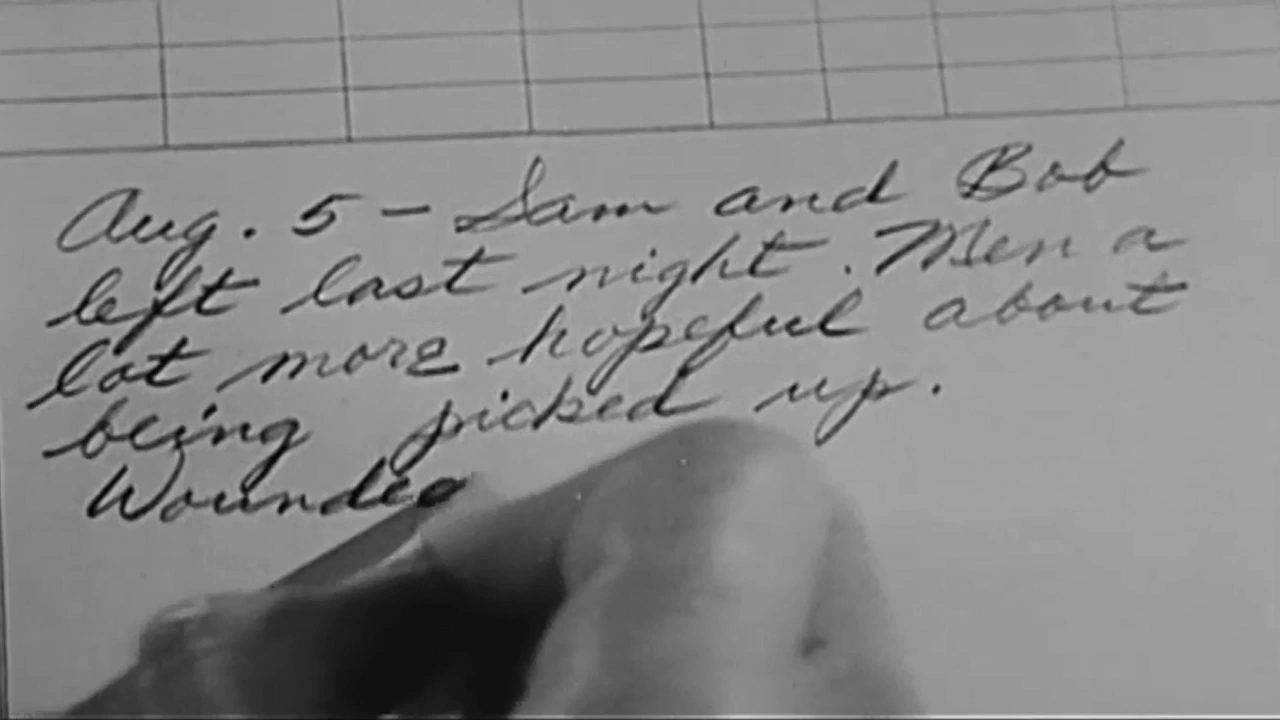 Aug. 5 - Sam and Bob
left last night. Men a
lot more hopeful about
being picked up.
Wounded